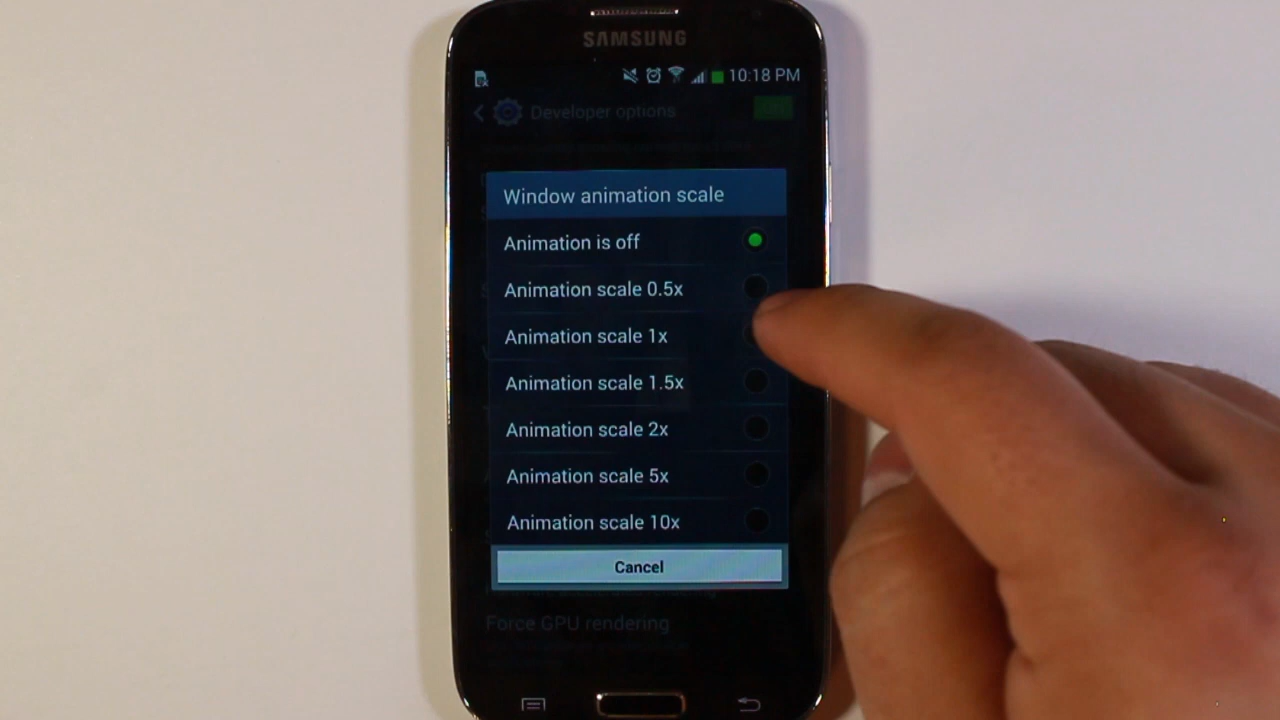 SAMSUNG
10:18 PM
Developer options
Window animation scale
Animation is off
Animation scale 0.5x
Animation scale 1x
Animation scale 1.5x
Animation scale 2x
Animation scale 5x
Animation scale 10x
Cancel
Force GPU rendering